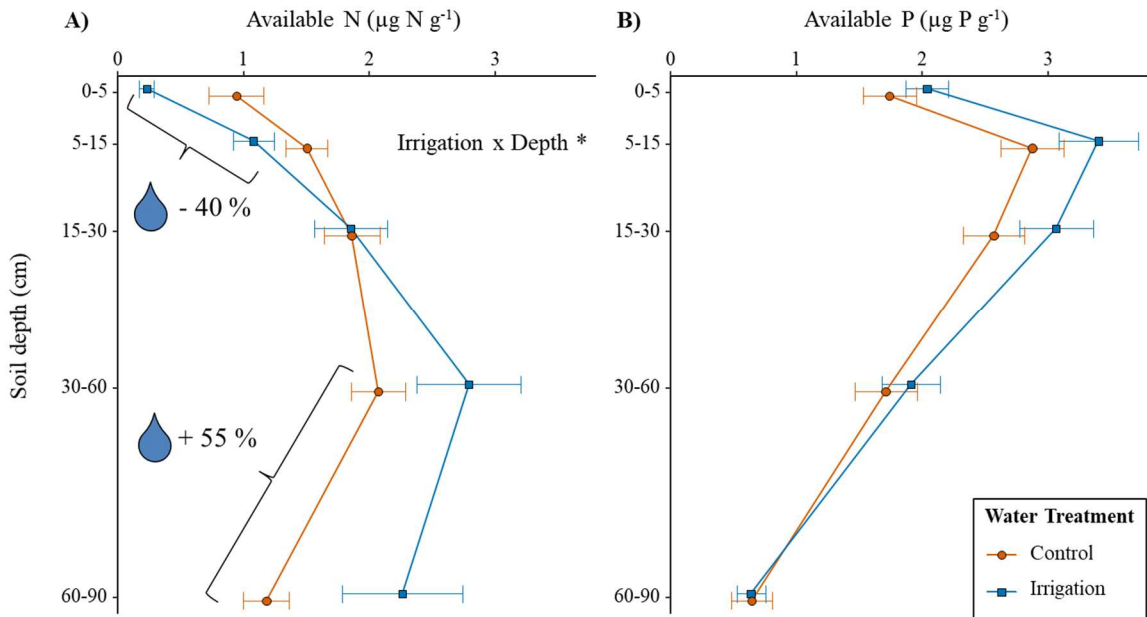 A)
Available N (µg N g-1)
0 1 2 3
Soil depth (cm)
0-5
5-15
15-30
30-60
60-90
Irrigation x Depth *
- 40 %
+ 55 %
B)
Available P (µg P g-1)
0 1 2 3
0-5
5-15
15-30
30-60
60-90
Water Treatment
Control
Irrigation